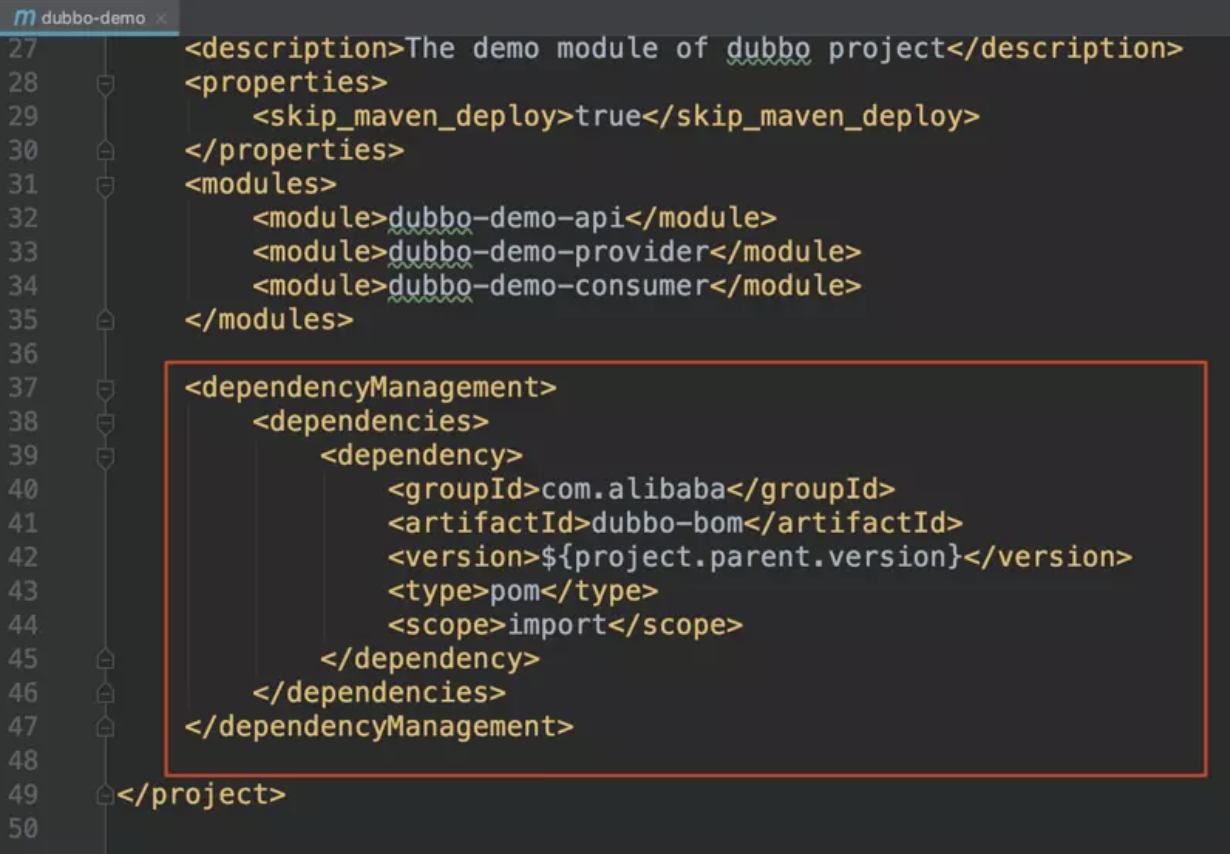 m dubbo-demo ×
27 <description>The demo module of dubbo project</description>
28 <properties>
29 <skip_maven_deploy>true</skip_maven_deploy>
30 </properties>
31 <modules>
32 <module>dubbo-demo-api</module>
33 <module>dubbo-demo-provider</module>
34 <module>dubbo-demo-consumer</module>
35 </modules>
36
37 <dependencyManagement>
38 <dependencies>
39 <dependency>
40 <groupId>com.alibaba</groupId>
41 <artifactId>dubbo-bom</artifactId>
42 <version>${project.parent.version}</version>
43 <type>pom</type>
44 <scope>import</scope>
45 </dependency>
46 </dependencies>
47 </dependencyManagement>
48
49 </project>
50